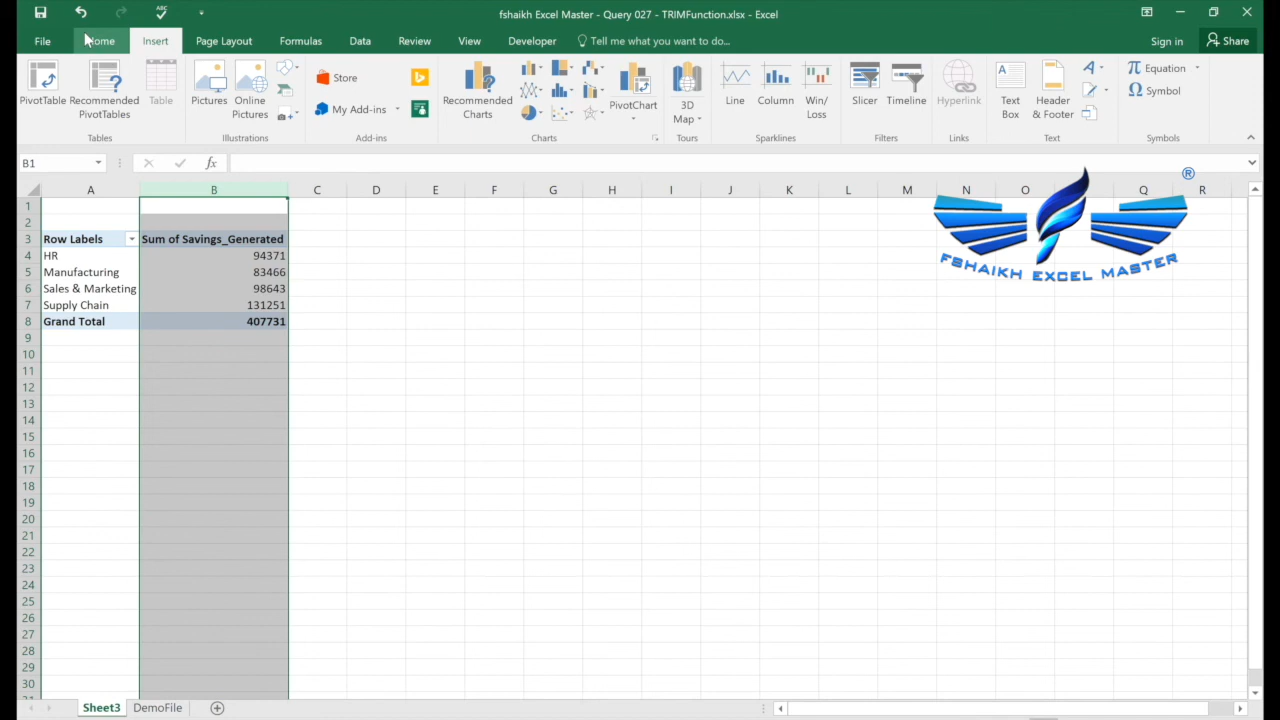 fshaikh Excel Master - Query 027 - TRIMFunction.xlsx - Excel
File Home Insert Page Layout Formulas Data Review View Developer Tell me what you want to do... Sign in Share
PivotTable Recommended PivotTables Table
Pictures Online Pictures
Store
My Add-ins
Recommended Charts
PivotChart
3D Map
Line Column Win/Loss
Slicer Timeline
Hyperlink
Text Box Header & Footer
Equation
Symbol
Tables Illustrations Add-ins Charts Tours Sparklines Filters Links Text Symbols
B1 fx
A B C D E F G H I J K L M N O Q R
1
2
3 Row Labels Sum of Savings_Generated
4 HR 94371
5 Manufacturing 83466
6 Sales & Marketing 98643
7 Supply Chain 131251
8 Grand Total 407731
9
10
11
12
13
14
15
16
17
18
19
20
21
22
23
24
25
26
27
28
29
30
®
FSHAIKH EXCEL MASTER
Sheet3 DemoFile